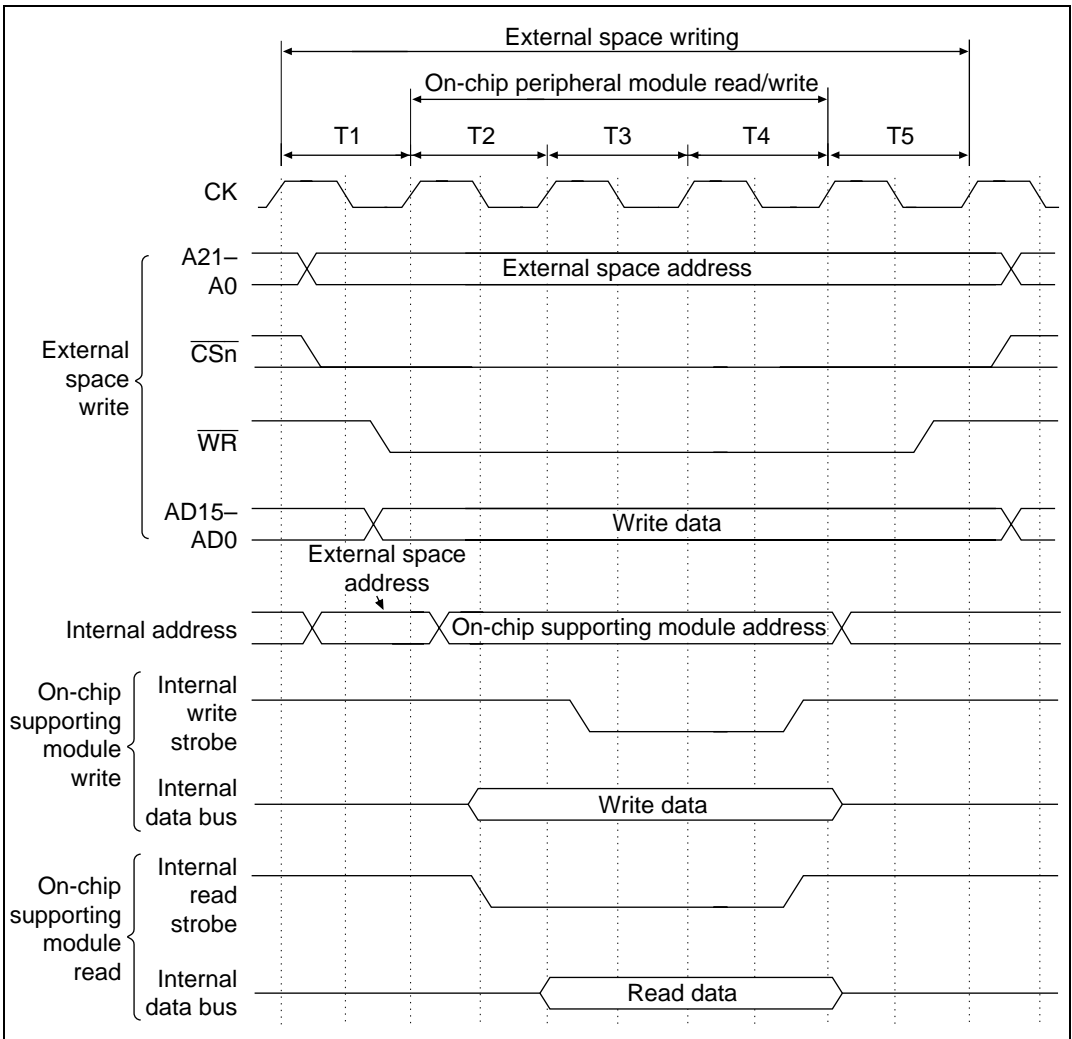 External space writing
On-chip peripheral module read/write
T1 T2 T3 T4 T5
CK
A21–
A0
External space address
External
space
write
CSn
WR
AD15–
AD0
Write data
External space
address
Internal address
On-chip supporting module address
On-chip
supporting
module
write
Internal
write
strobe
Internal
data bus
Write data
On-chip
supporting
module
read
Internal
read
strobe
Internal
data bus
Read data